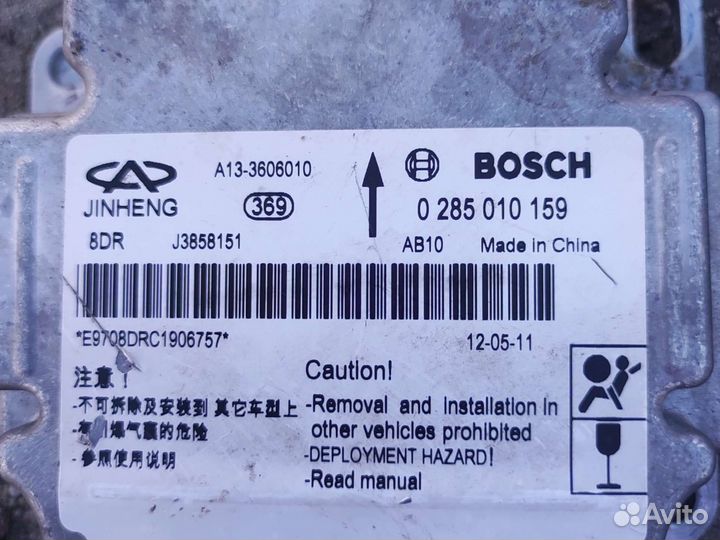 A13-3606010
BOSCH
JINHENG
369
0 285 010 159
8DR J3858151
AB10 Made in China
*E9708DRC1906757*
12-05-11
注意!
-不可拆除及安装到 其它车型上
-有引爆气囊的危险
-参照使用说明
Caution!
-Removal and Installation in
other vehicles prohibited
-DEPLOYMENT HAZARD!
-Read manual
Avito